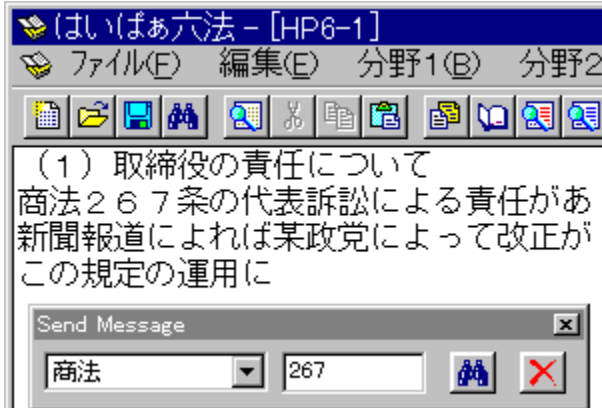 はいぱぁ六法 - [HP6-1]
ファイル(F) 編集(E) 分野1(B) 分野2
(1)取締役の責任について
商法267条の代表訴訟による責任があ
新聞報道によれば某政党によって改正が
この規定の運用に
Send Message
商法 267